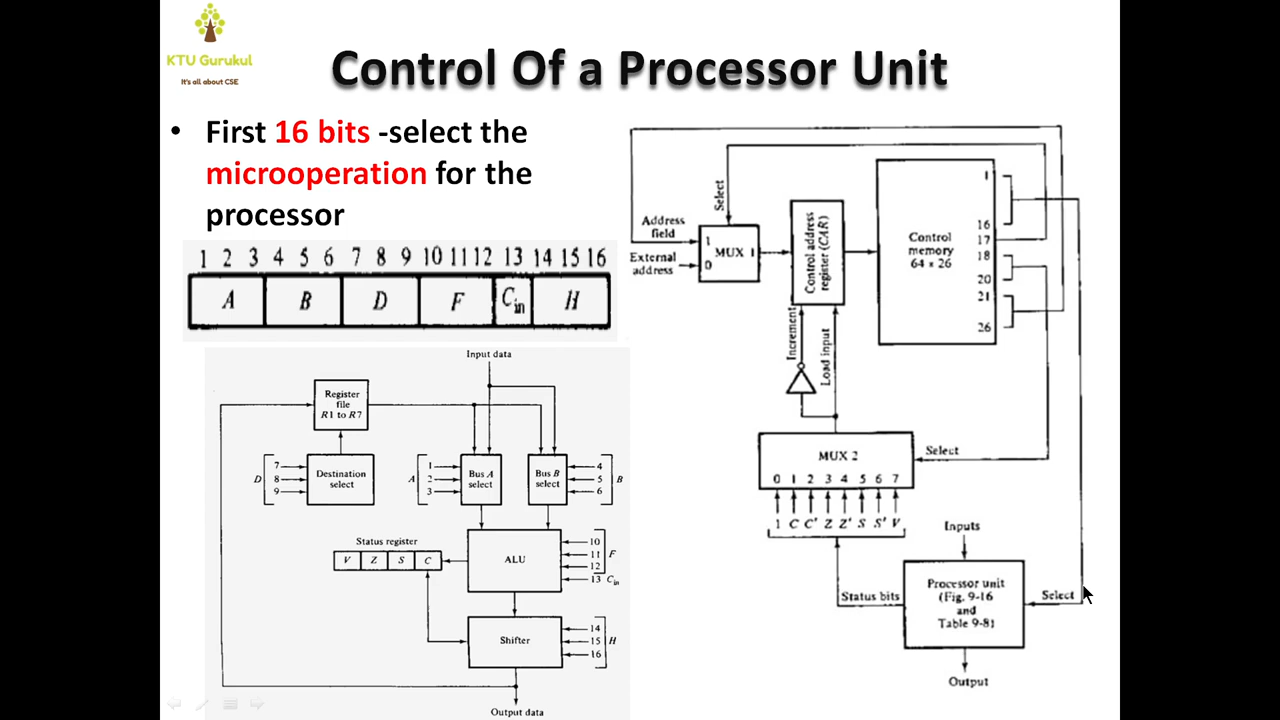 KTU Gurukul
It's all about CSE
Control Of a Processor Unit
• First 16 bits -select the
microoperation for the
processor
1 2 3 4 5 6 7 8 9 10 11 12 13 14 15 16
A B D F Cin H
Input data
Register
file
R1 to R7
D
7
8
9
Destination
select
A
1
2
3
Bus A
select
Bus B
select
4
5
6
B
Status register
V Z S C
ALU
10
11
12
F
13 Cin
Shifter
14
15
16
H
Output data
Address
field
External
address
Select
1
0
MUX 1
Control address
register (CAR)
Control
memory
64 × 26
1
16
17
18
20
21
26
Increment
Load input
MUX 2
Select
0 1 2 3 4 5 6 7
1 C C' Z Z' S S' V
Status bits
Inputs
Processor unit
(Fig. 9-16
and
Table 9-8)
Select
Output